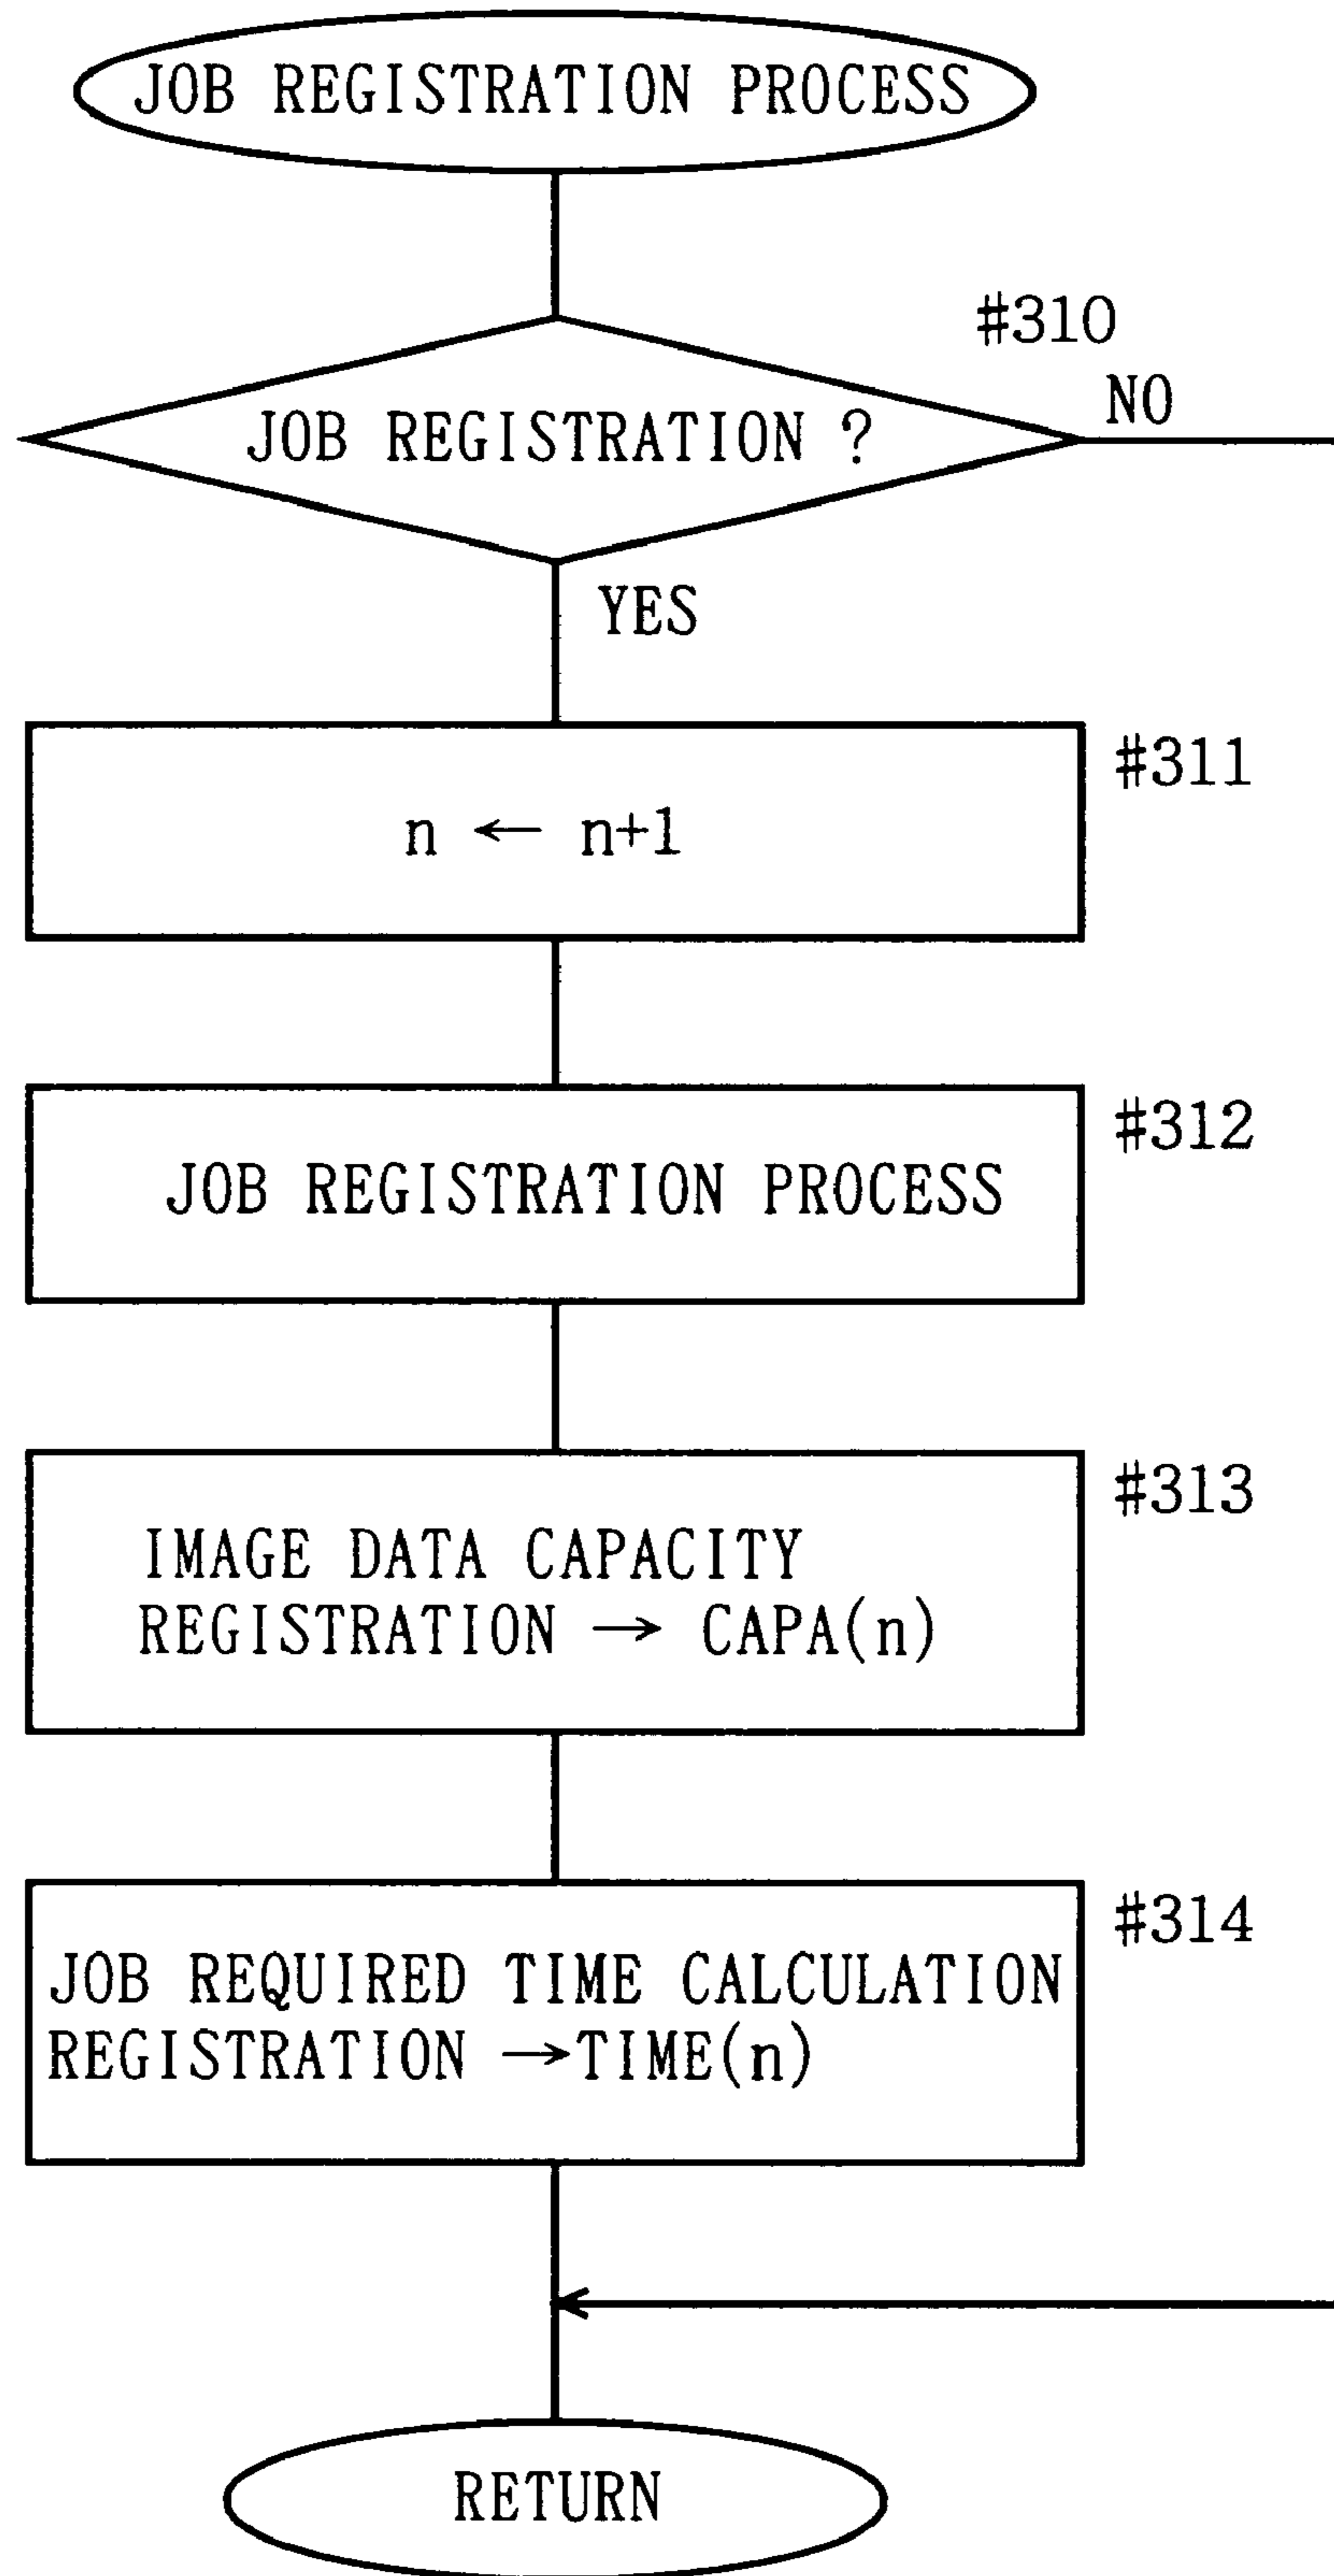 JOB REGISTRATION PROCESS
#310
JOB REGISTRATION ?
NO
YES
#311
n ← n+1
#312
JOB REGISTRATION PROCESS
#313
IMAGE DATA CAPACITY
REGISTRATION → CAPA(n)
#314
JOB REQUIRED TIME CALCULATION
REGISTRATION →TIME(n)
RETURN